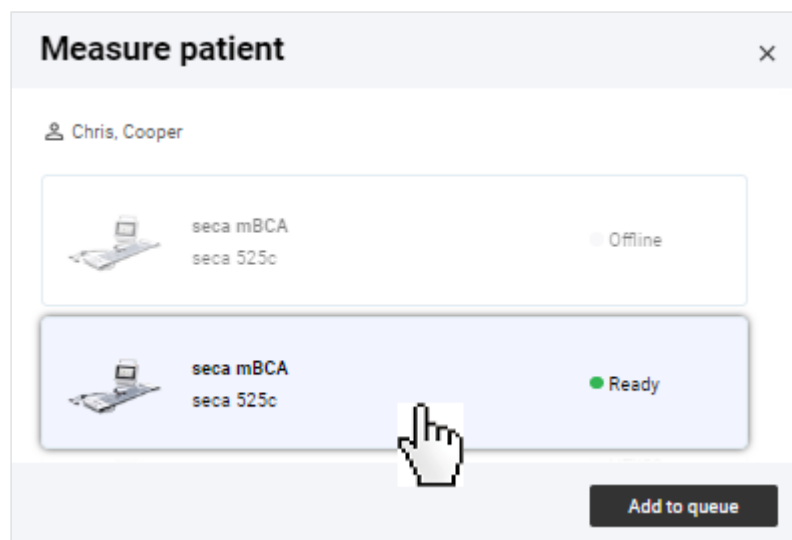 Measure patient
Chris, Cooper
seca mBCA
Offline
seca 525c
seca mBCA
Ready
seca 525c
Add to queue